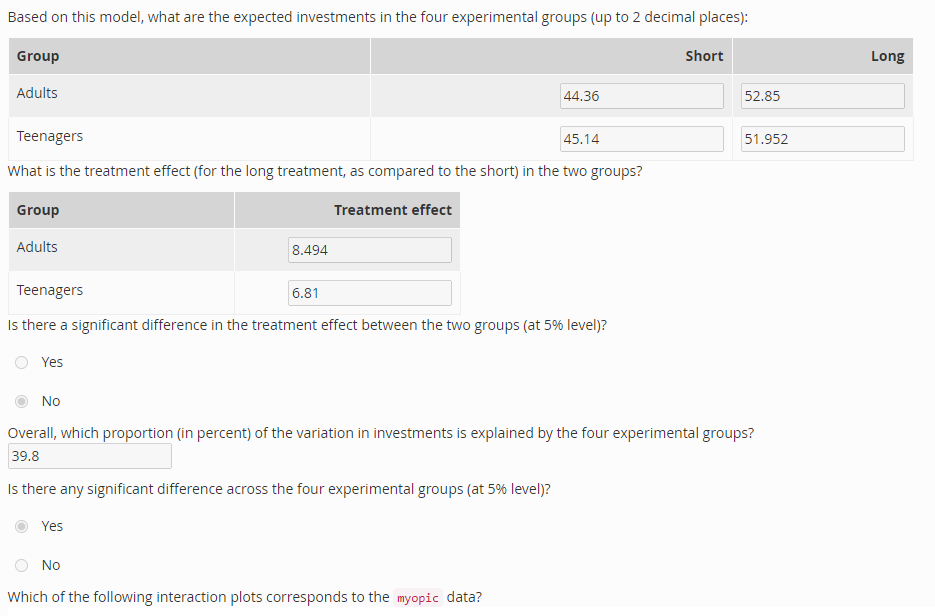 Based on this model, what are the expected investments in the four experimental groups (up to 2 decimal places):
Group Short Long
Adults 44.36 52.85
Teenagers 45.14 51.952
What is the treatment effect (for the long treatment, as compared to the short) in the two groups?
Group Treatment effect
Adults 8.494
Teenagers 6.81
Is there a significant difference in the treatment effect between the two groups (at 5% level)?
Yes
No
Overall, which proportion (in percent) of the variation in investments is explained by the four experimental groups?
39.8
Is there any significant difference across the four experimental groups (at 5% level)?
Yes
No
Which of the following interaction plots corresponds to the myopic data?